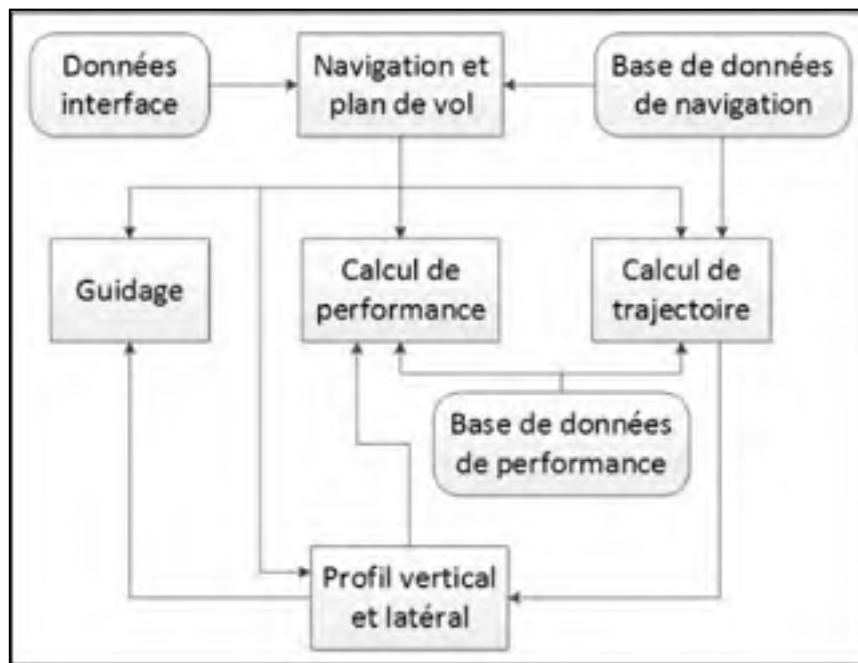 Données
interface
Navigation et
plan de vol
Base de données
de navigation
Guidage
Calcul de
performance
Calcul de
trajectoire
Base de données
de performance
Profil vertical
et latéral